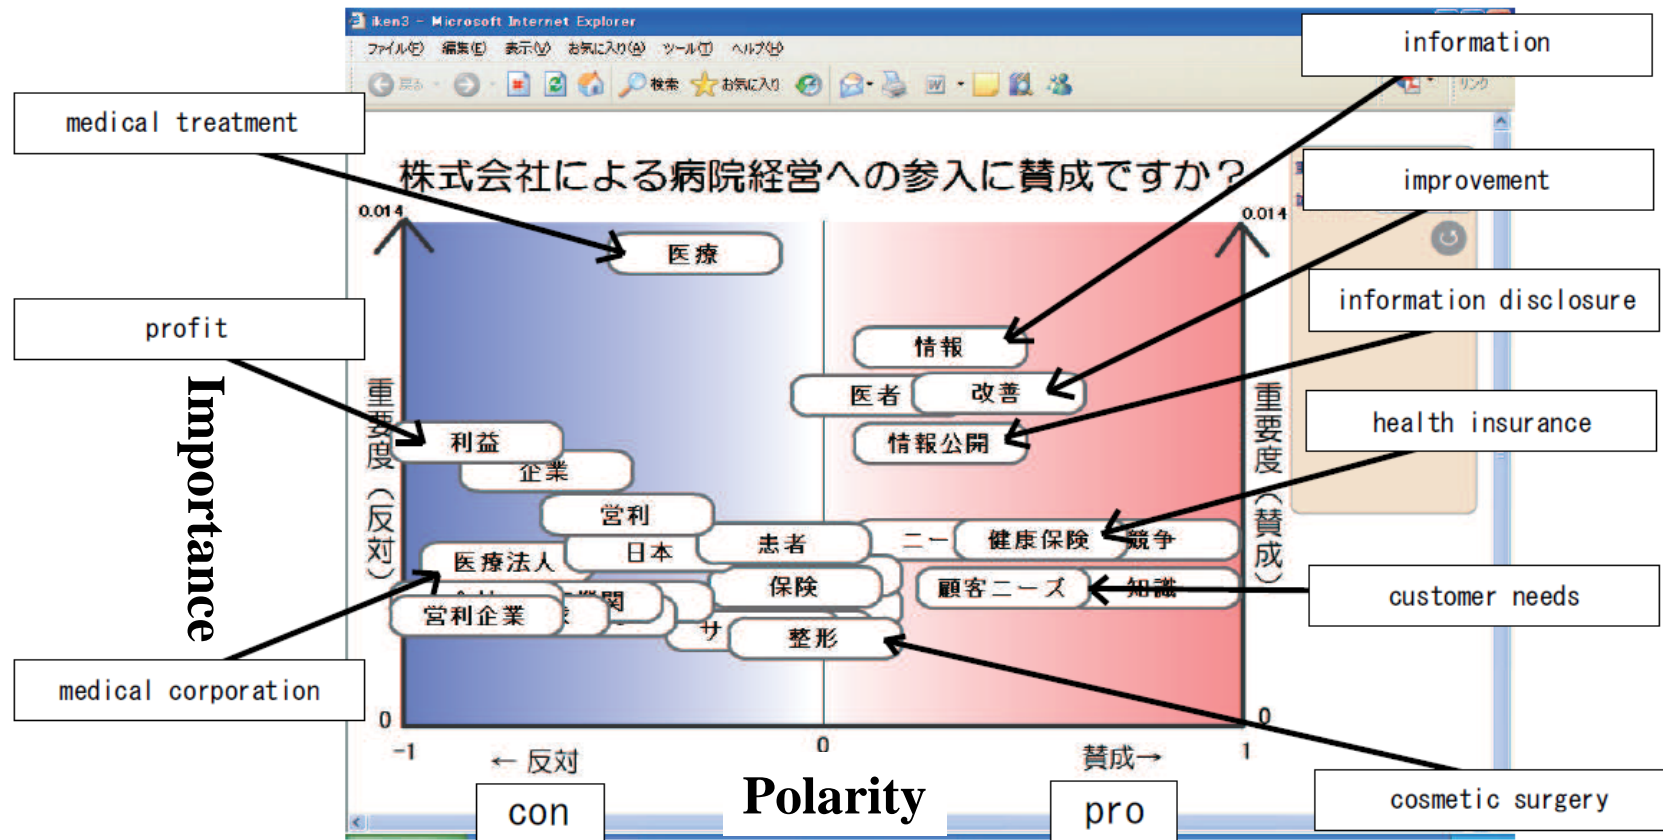 iken3 - Microsoft Internet Explorer
ファイル(F) 編集(E) 表示(V) お気に入り(A) ツール(T) ヘルプ(H)
戻る 検索 お気に入り リンク
information
medical treatment
株式会社による病院経営への参入に賛成ですか?
improvement
0.014
0.014
医療
information disclosure
profit
情報
医者
改善
Importance
重要度(反対)
重要度(賛成)
health insurance
利益
情報公開
企業
営利
患者
ニー
健康保険
競争
日本
医療法人
保険
顧客ニーズ
知識
customer needs
機関
営利企業
サ
整形
medical corporation
0
0
-1
0
1
← 反対
賛成→
con
Polarity
pro
cosmetic surgery